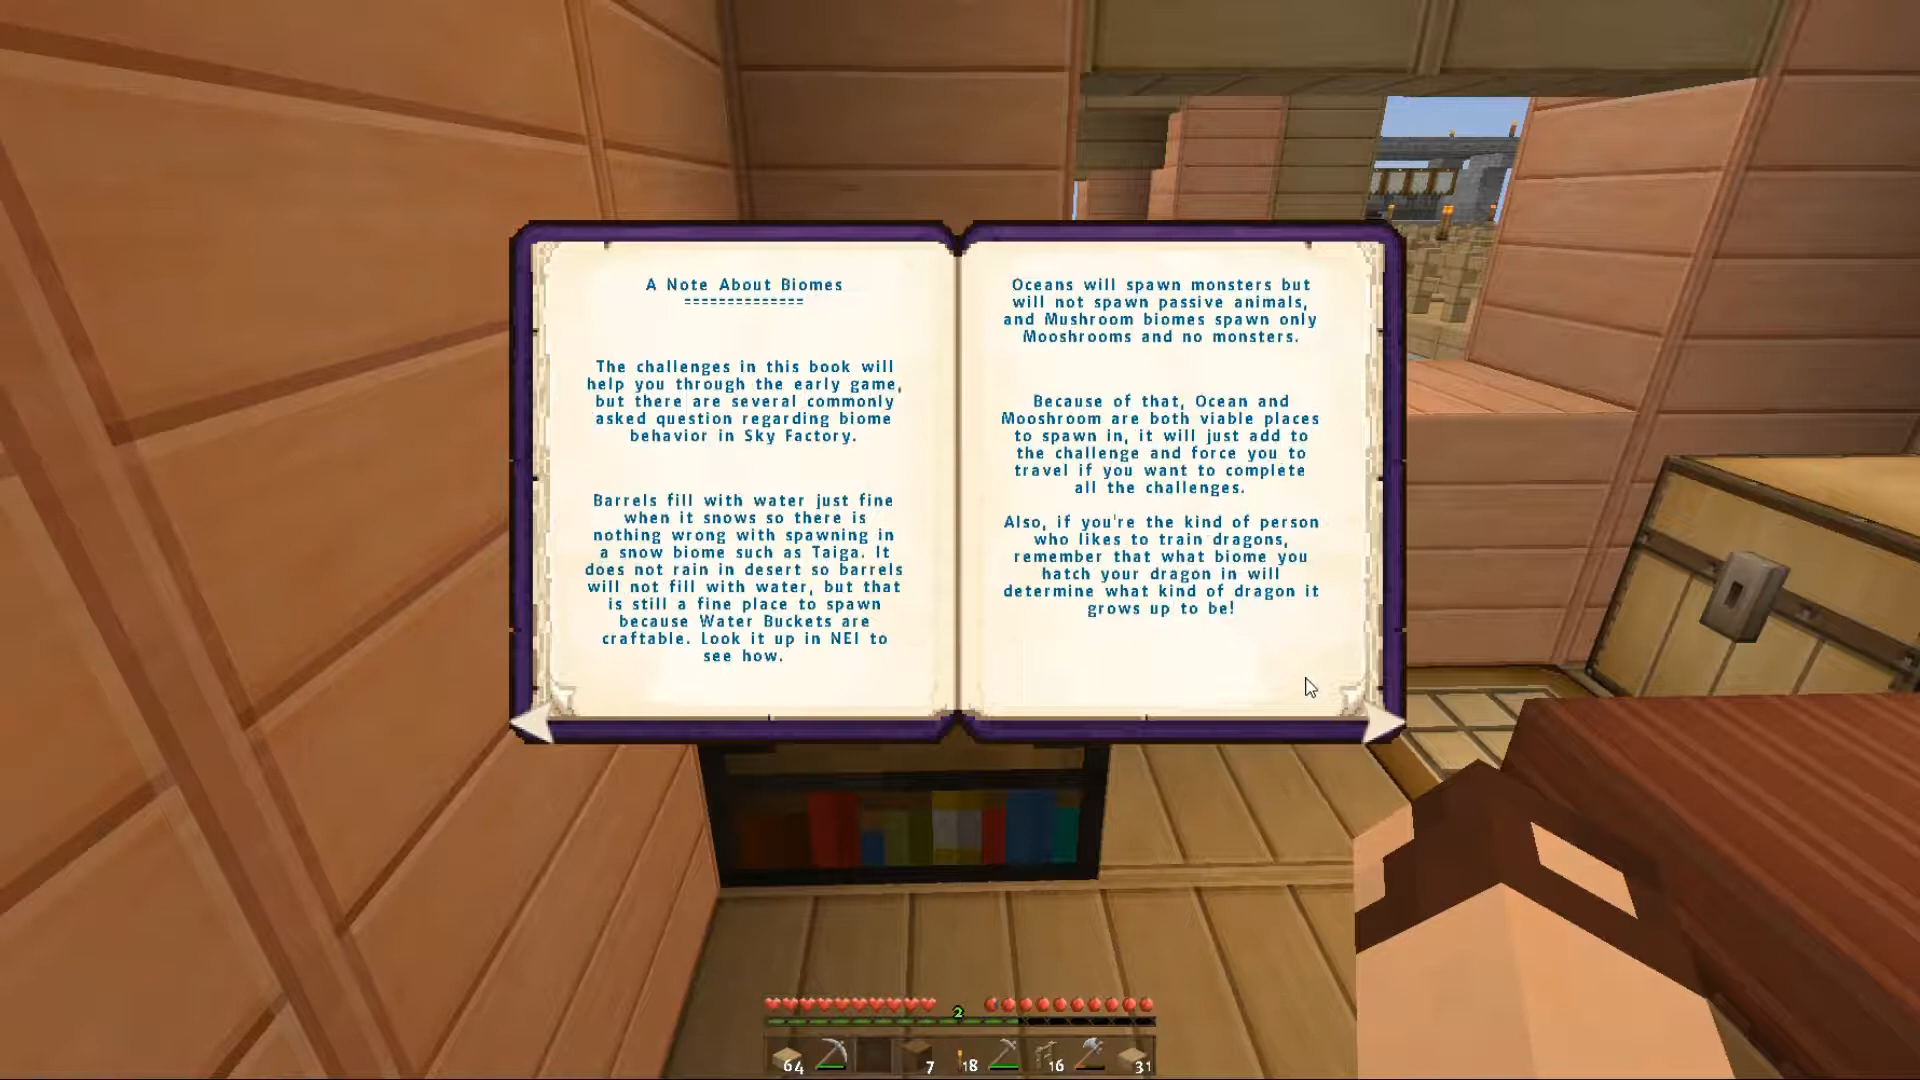 A Note About Biomes
==============
The challenges in this book will
help you through the early game,
but there are several commonly
asked question regarding biome
behavior in Sky Factory.
Barrels fill with water just fine
when it snows so there is
nothing wrong with spawning in
a snow biome such as Taiga. It
does not rain in desert so barrels
will not fill with water, but that
is still a fine place to spawn
because Water Buckets are
craftable. Look it up in NEI to
see how.
Oceans will spawn monsters but
will not spawn passive animals,
and Mushroom biomes spawn only
Mooshrooms and no monsters.
Because of that, Ocean and
Mooshroom are both viable places
to spawn in, it will just add to
the challenge and force you to
travel if you want to complete
all the challenges.
Also, if you're the kind of person
who likes to train dragons,
remember that what biome you
hatch your dragon in will
determine what kind of dragon it
grows up to be!
2
64 7 18 16 31